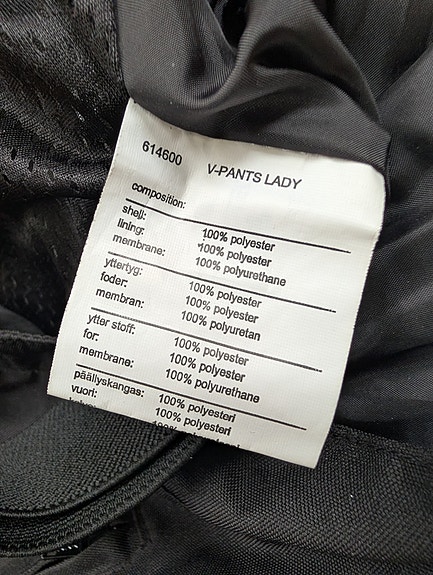 614600 V-PANTS LADY
composition:
shell: 100% polyester
lining: 100% polyester
membrane: 100% polyurethane
yttertyg: 100% polyester
foder: 100% polyester
membran: 100% polyuretan
ytter stoff: 100% polyester
for: 100% polyester
membrane: 100% polyurethane
päällyskangas: 100% polyesteri
vuori: 100% polyesteri
100%